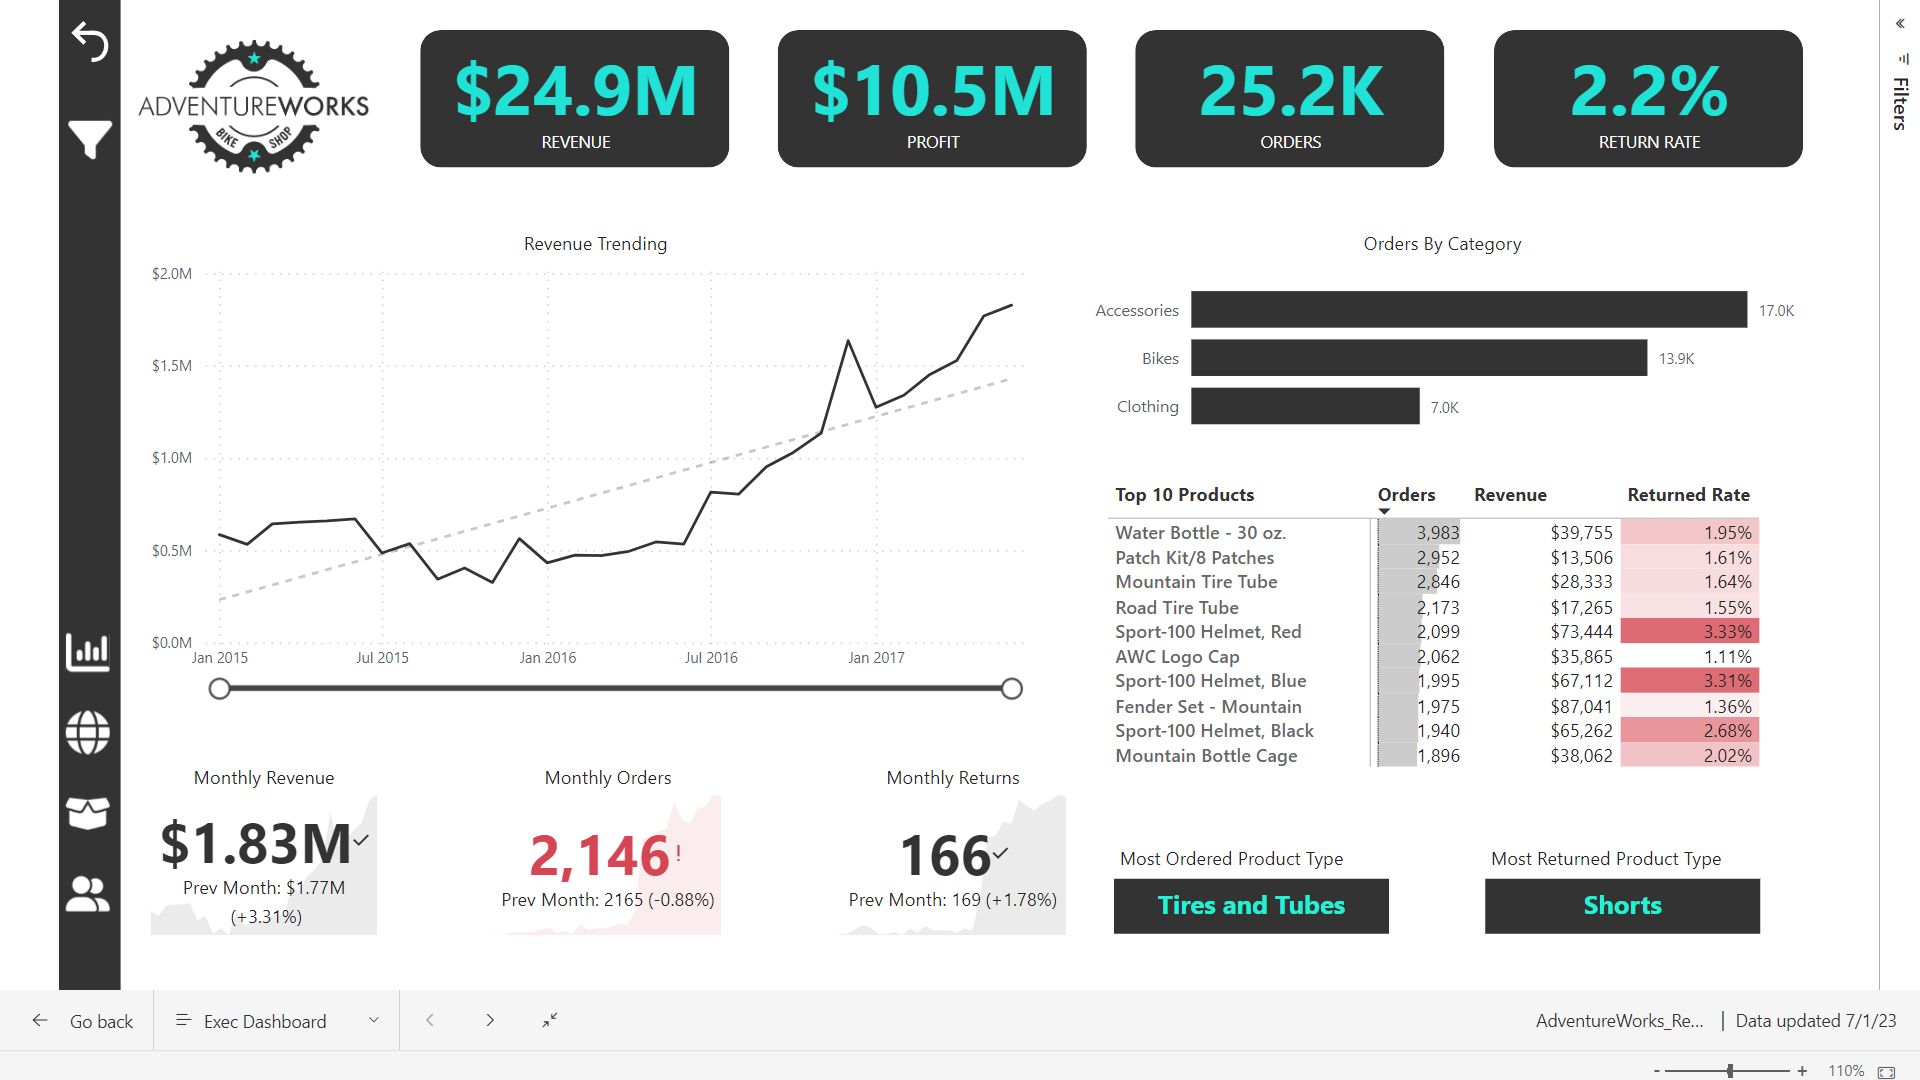 ADVENTUREWORKS
BIKE SHOP
$24.9M
REVENUE
$10.5M
PROFIT
25.2K
ORDERS
2.2%
RETURN RATE
«
Filters
Revenue Trending
$2.0M
$1.5M
$1.0M
$0.5M
$0.0M
Jan 2015 Jul 2015 Jan 2016 Jul 2016 Jan 2017
Orders By Category
Accessories 17.0K
Bikes 13.9K
Clothing 7.0K
Top 10 Products Orders Revenue Returned Rate
Water Bottle - 30 oz. 3,983 $39,755 1.95%
Patch Kit/8 Patches 2,952 $13,506 1.61%
Mountain Tire Tube 2,846 $28,333 1.64%
Road Tire Tube 2,173 $17,265 1.55%
Sport-100 Helmet, Red 2,099 $73,444 3.33%
AWC Logo Cap 2,062 $35,865 1.11%
Sport-100 Helmet, Blue 1,995 $67,112 3.31%
Fender Set - Mountain 1,975 $87,041 1.36%
Sport-100 Helmet, Black 1,940 $65,262 2.68%
Mountain Bottle Cage 1,896 $38,062 2.02%
Monthly Revenue
$1.83M
Prev Month: $1.77M
(+3.31%)
Monthly Orders
2,146!
Prev Month: 2165 (-0.88%)
Monthly Returns
166
Prev Month: 169 (+1.78%)
Most Ordered Product Type
Tires and Tubes
Most Returned Product Type
Shorts
Go back
Exec Dashboard
AdventureWorks_Re... | Data updated 7/1/23
- + 110%